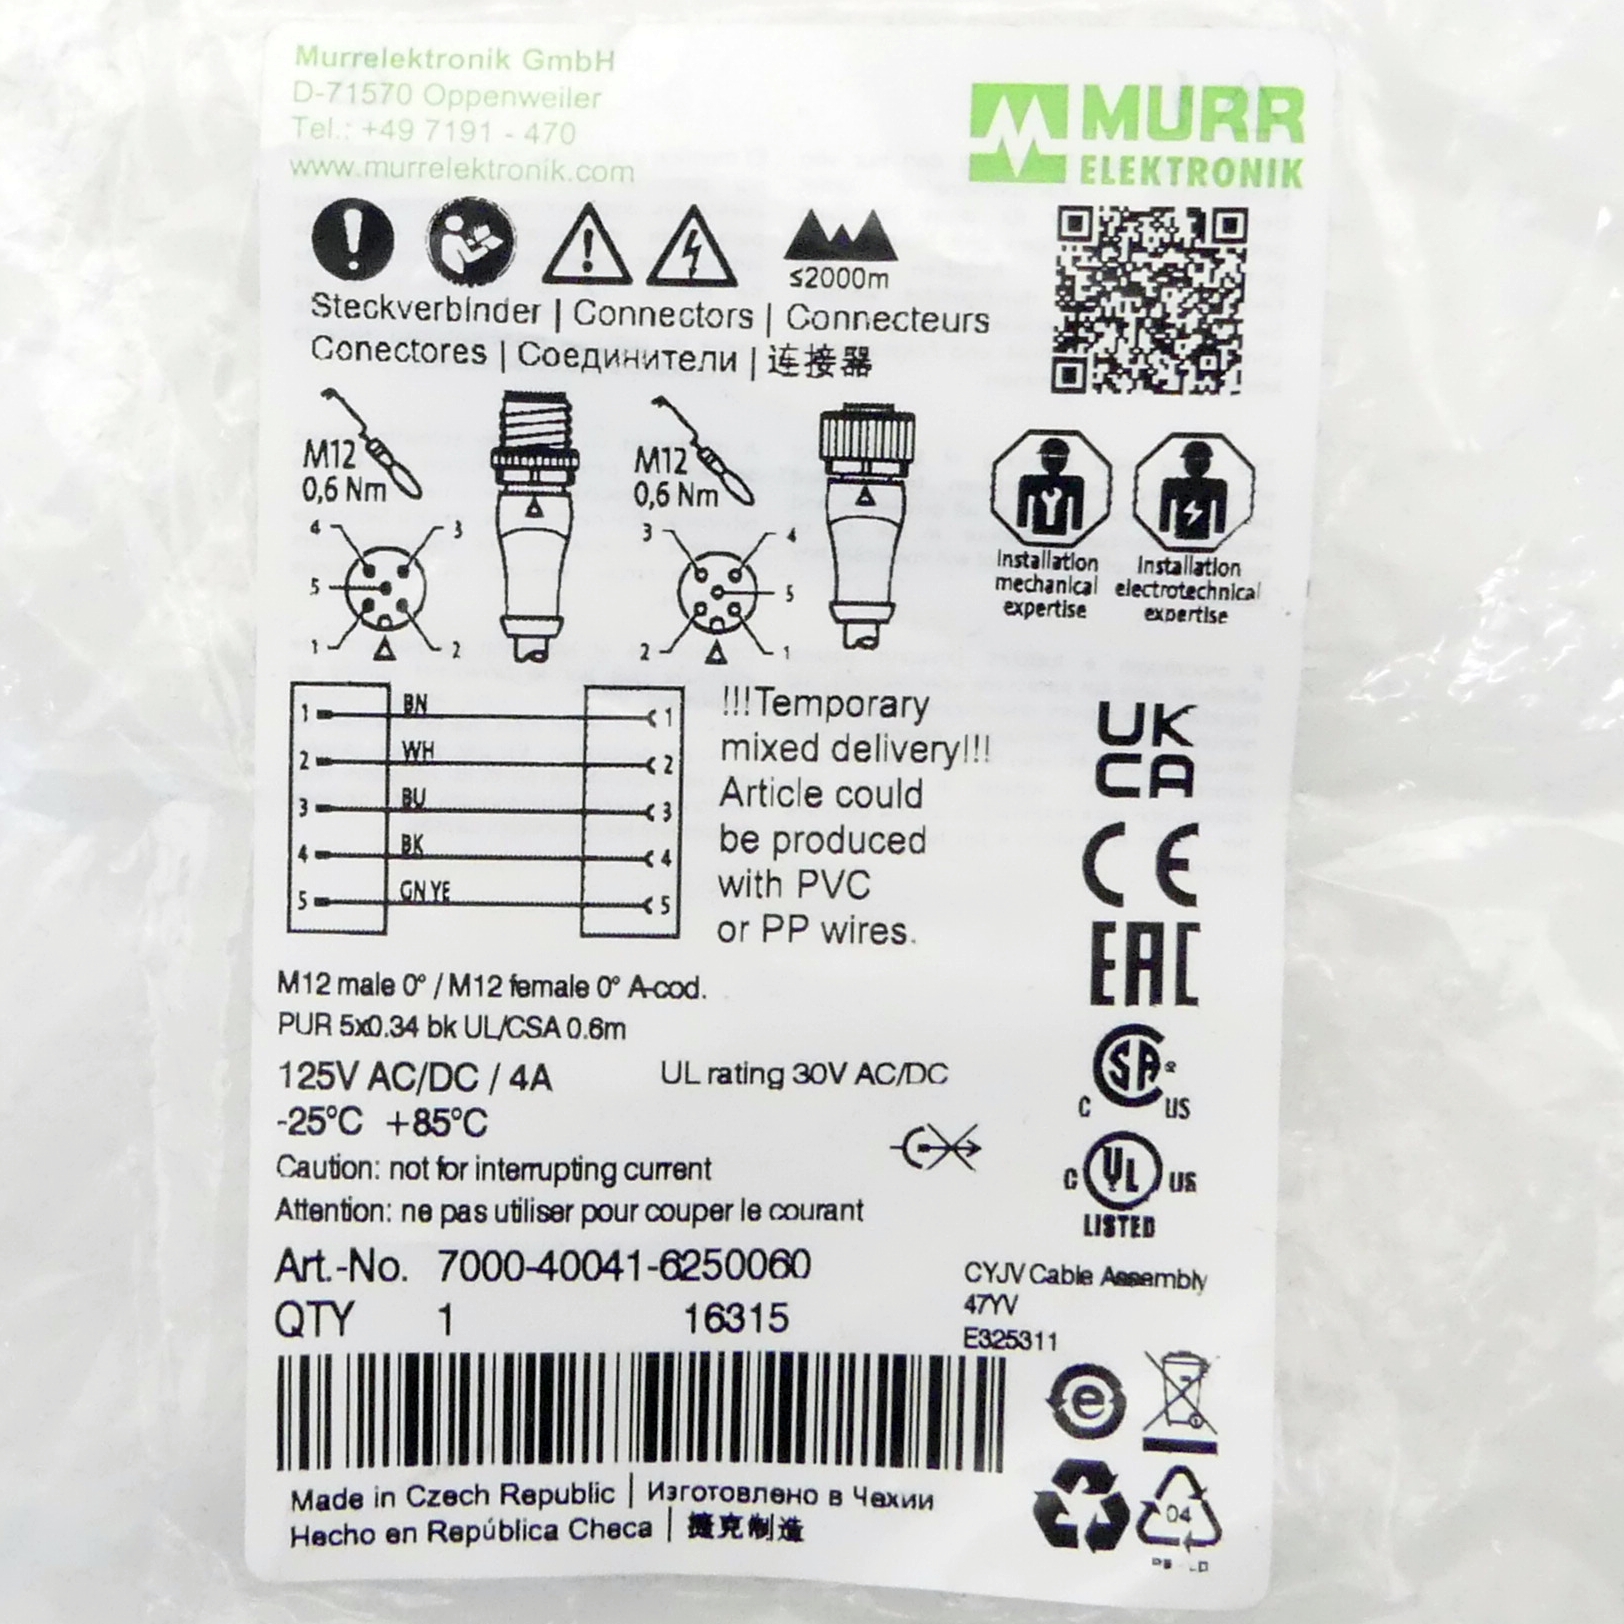 Murrelektronik GmbH
D-71570 Oppenweiler
Tel.: +49 7191 - 470
www.murrelektronik.com
MURR
ELEKTRONIK
≤2000m
Steckverbinder | Connectors | Connecteurs
Conectores | Соединители | 连接器
M12
0,6 Nm
M12
0,6 Nm
4 3
5
1 2
3 4
5
2 1
Installation
mechanical
expertise
Installation
electrotechnical
expertise
1 BN 1
2 WH 2
3 BU 3
4 BK 4
5 GNYE 5
!!!Temporary
mixed delivery!!!
Article could
be produced
with PVC
or PP wires.
UK
CA
CE
EAC
M12 male 0° / M12 female 0° A-cod.
PUR 5x0.34 bk UL/CSA 0.6m
125V AC/DC / 4A UL rating 30V AC/DC
-25°C +85°C
Caution: not for interrupting current
Attention: ne pas utiliser pour couper le courant
C SA® US
C UL US
LISTED
Art.-No. 7000-40041-6250060
QTY 1 16315
CYJV Cable Assembly
47YV
E325311
e
Made in Czech Republic | Изготовлено в Чехии
Hecho en República Checa | 捷克制造
04